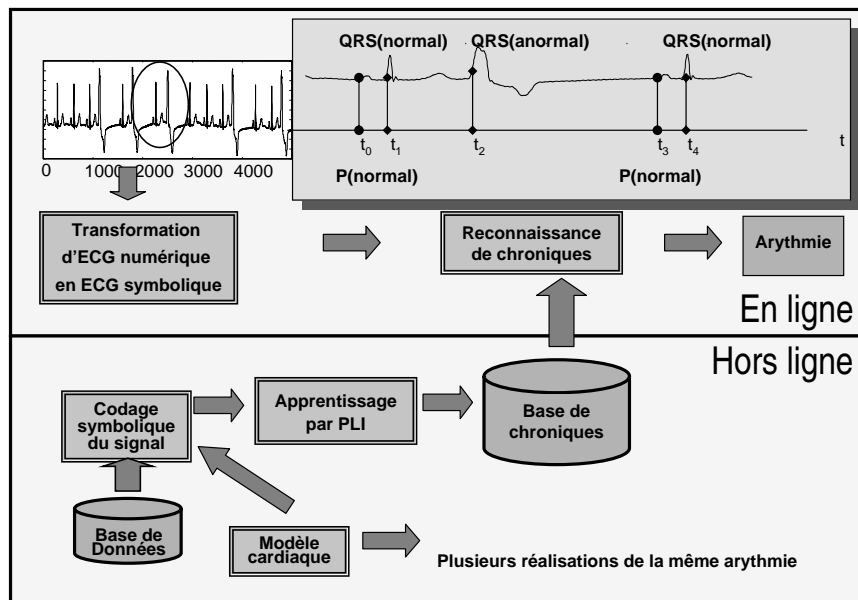 QRS(normal) QRS(anormal) QRS(normal)
t0 t1 t2 t3 t4 t
0 1000 2000 3000 4000
P(normal) P(normal)
Transformation
d'ECG numérique
en ECG symbolique
Reconnaissance
de chroniques
Arythmie
En ligne
Hors ligne
Codage
symbolique
du signal
Apprentissage
par PLI
Base de
chroniques
Base de
Données
Modèle
cardiaque
Plusieurs réalisations de la même arythmie